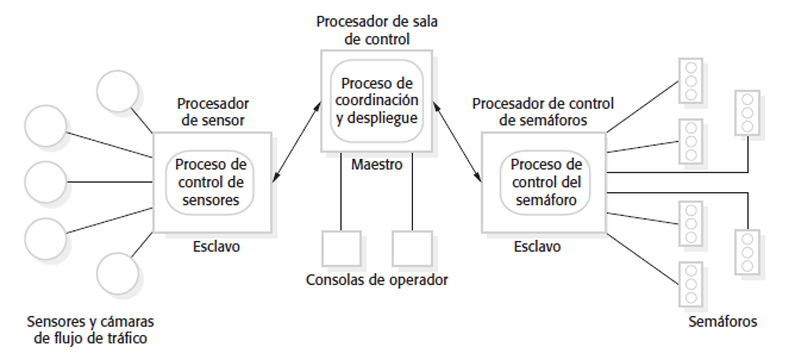 Procesador de sala
de control
Proceso de
coordinación
y despliegue
Maestro
Procesador
de sensor
Proceso de
control de
sensores
Esclavo
Procesador de control
de semáforos
Proceso de
control del
semáforo
Esclavo
Consolas de operador
Sensores y cámaras
de flujo de tráfico
Semáforos